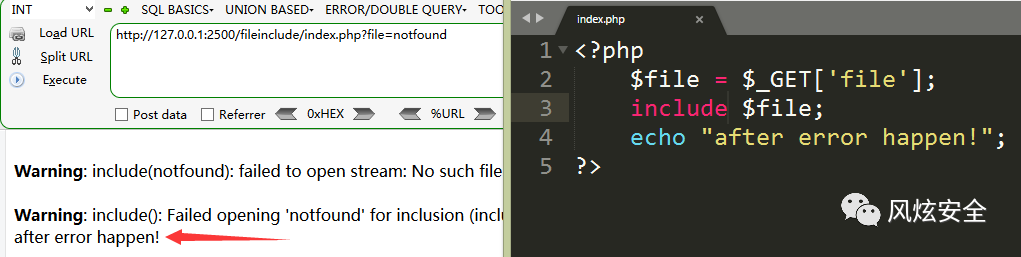 INT
SQL BASICS▾ UNION BASED▾ ERROR/DOUBLE QUERY▾ TOO
Load URL
Split URL
Execute
http://127.0.0.1:2500/fileinclude/index.php?file=notfound
Post data Referrer 0xHEX %URL
Warning: include(notfound): failed to open stream: No such file
Warning: include(): Failed opening 'notfound' for inclusion (inclu
after error happen!
index.php ×
1 <?php
2 $file = $_GET['file'];
3 include $file;
4 echo "after error happen!";
5 ?>
风炫安全